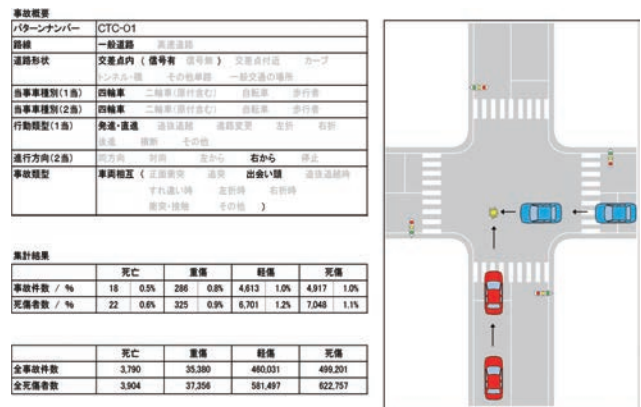 事故概要
パターンナンバー CTC-01
路線 一般道路 高速道路
道路形状 交差点内 ( 信号有 信号無 ) 交差点付近 カーブ
トンネル・橋 その他単路 一般交通の場所
当事車種別(1当) 四輪車 二輪車(原付含む) 自転車 歩行者
当事車種別(2当) 四輪車 二輪車(原付含む) 自転車 歩行者
行動類型(1当) 発進・直進 追抜追越 進路変更 左折 右折
後退 横断 その他
進行方向(2当) 同方向 対向 左から 右から 停止
事故類型 車両相互 ( 正面衝突 追突 出会い頭 追抜追越時
すれ違い時 左折時 右折時
衝突・接触 その他 )
集計結果
死亡 重傷 軽傷 死傷
事故件数 / % 18 0.5% 286 0.8% 4,613 1.0% 4,917 1.0%
死傷者数 / % 22 0.6% 325 0.9% 6,701 1.2% 7,048 1.1%
死亡 重傷 軽傷 死傷
全事故件数 3,790 35,380 460,031 499,201
全死傷者数 3,904 37,356 581,497 622,757